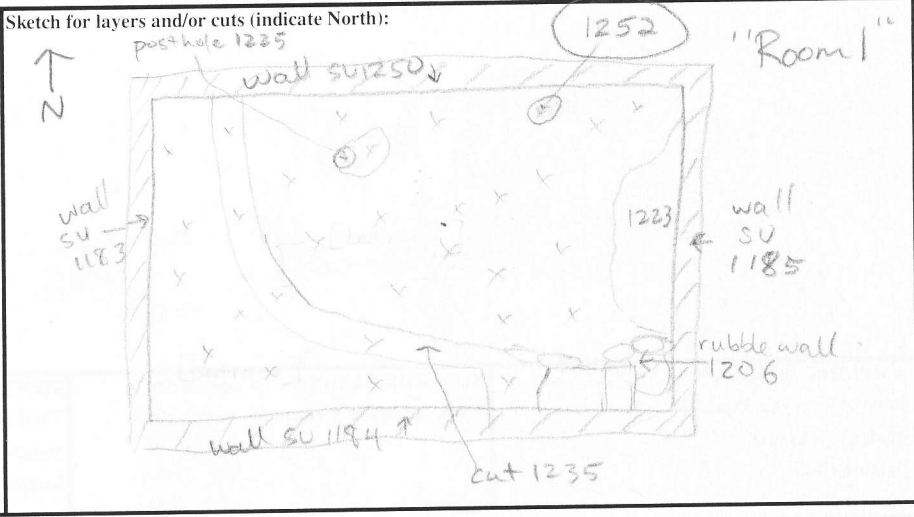 Sketch for layers and/or cuts (indicate North):
posthole 1225
1252
"Room 1"
N
wall SU1250
wall
SU
1183
1223
wall
SU
1185
rubble wall
1206
wall SU 1184
cut 1235